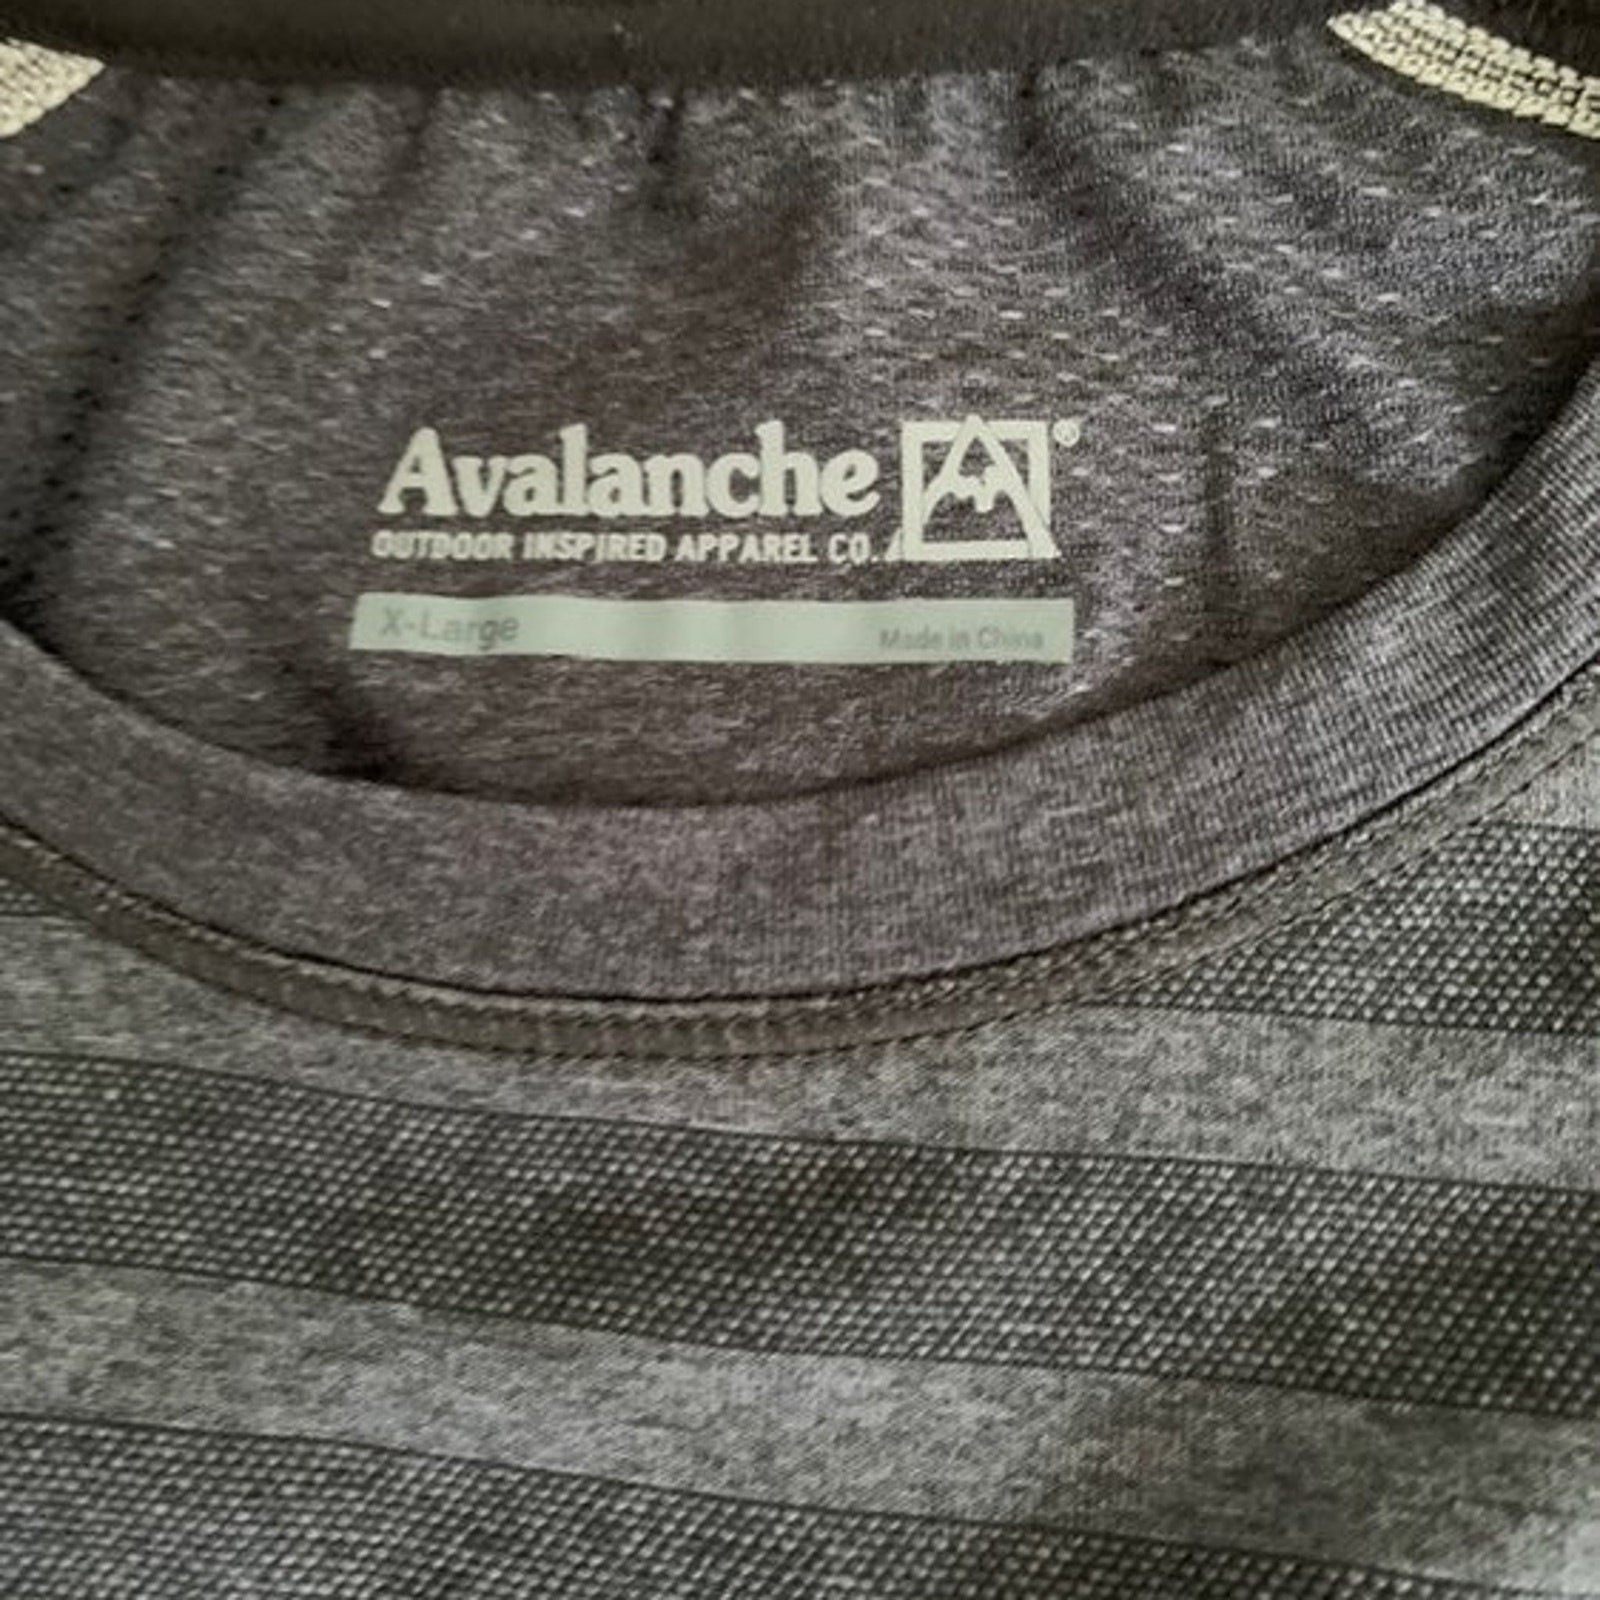 Avalanche®
OUTDOOR INSPIRED APPAREL CO.
X-Large
Made in China